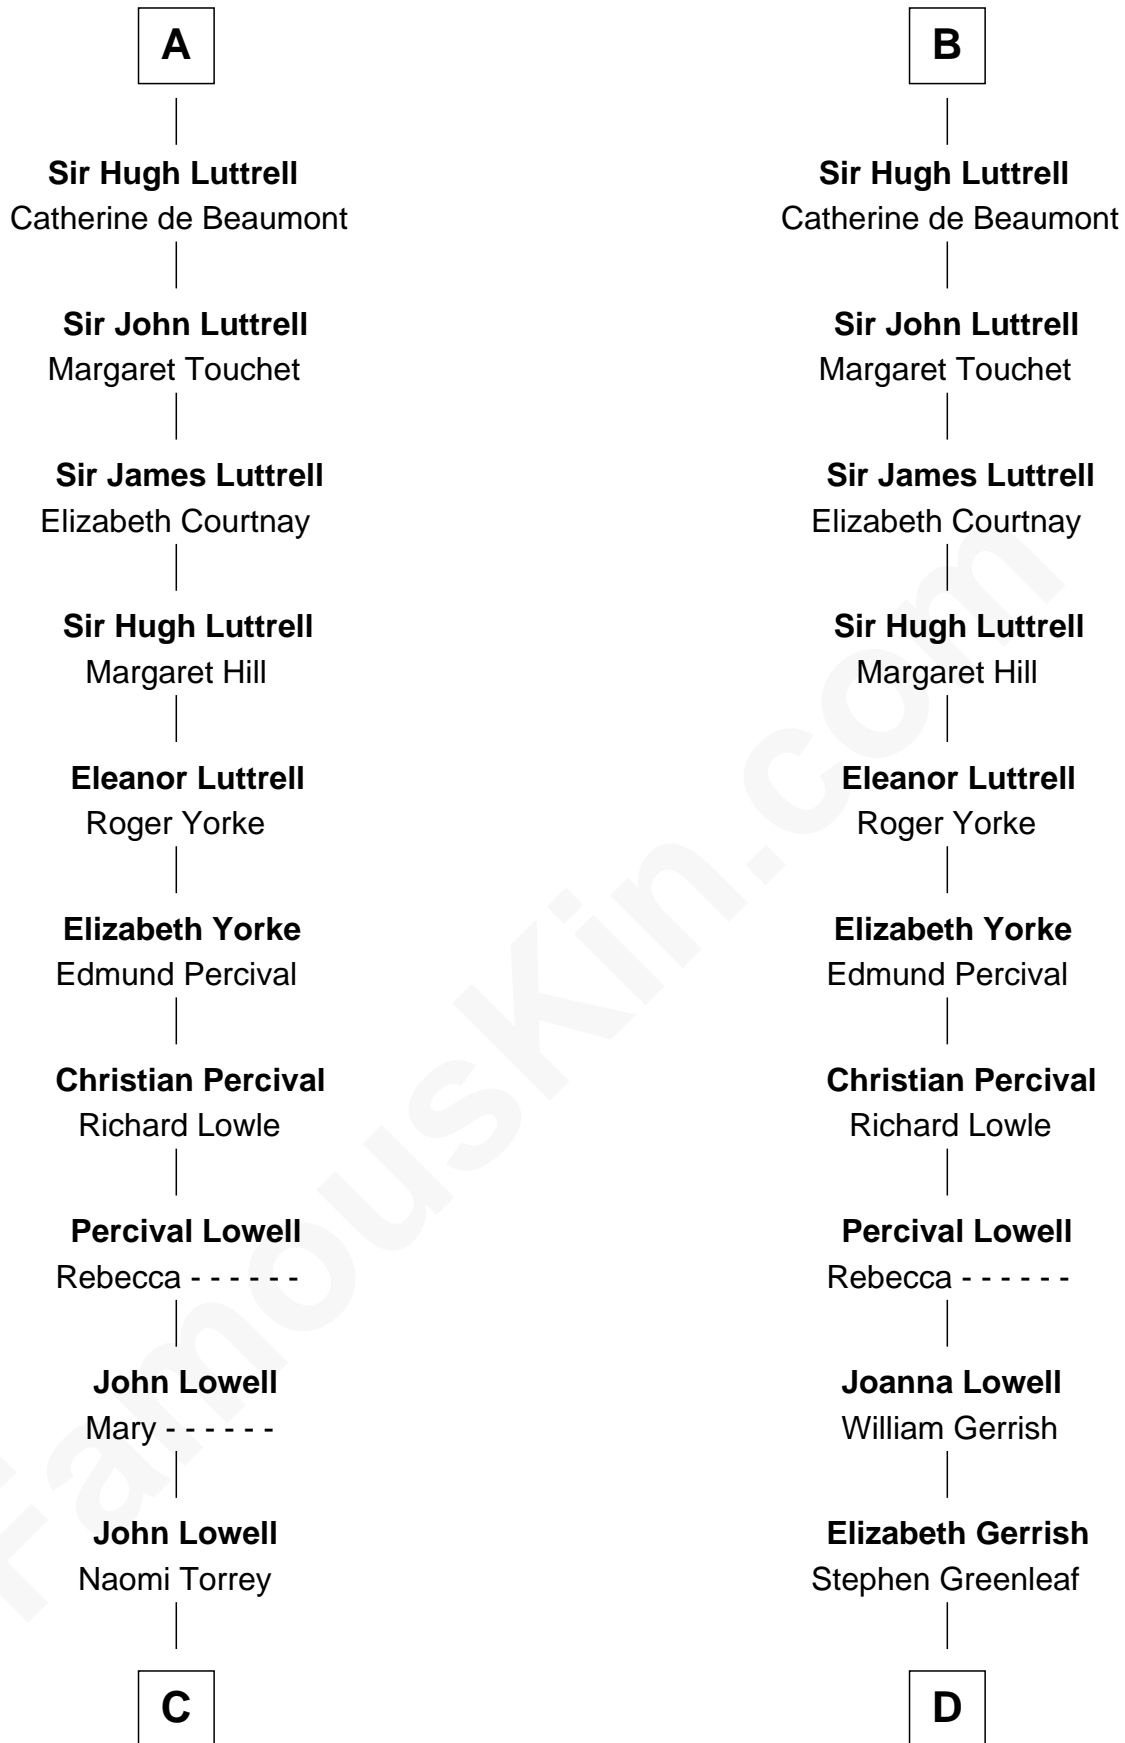 A
Sir Hugh Luttrell
Catherine de Beaumont
Sir John Luttrell
Margaret Touchet
Sir James Luttrell
Elizabeth Courtnay
Sir Hugh Luttrell
Margaret Hill
Eleanor Luttrell
Roger Yorke
Elizabeth Yorke
Edmund Percival
Christian Percival
Richard Lowle
Percival Lowell
Rebecca - - - - - -
John Lowell
Mary - - - - - -
John Lowell
Naomi Torrey
C
B
Sir Hugh Luttrell
Catherine de Beaumont
Sir John Luttrell
Margaret Touchet
Sir James Luttrell
Elizabeth Courtnay
Sir Hugh Luttrell
Margaret Hill
Eleanor Luttrell
Roger Yorke
Elizabeth Yorke
Edmund Percival
Christian Percival
Richard Lowle
Percival Lowell
Rebecca - - - - - -
Joanna Lowell
William Gerrish
Elizabeth Gerrish
Stephen Greenleaf
D
FamousKin.com